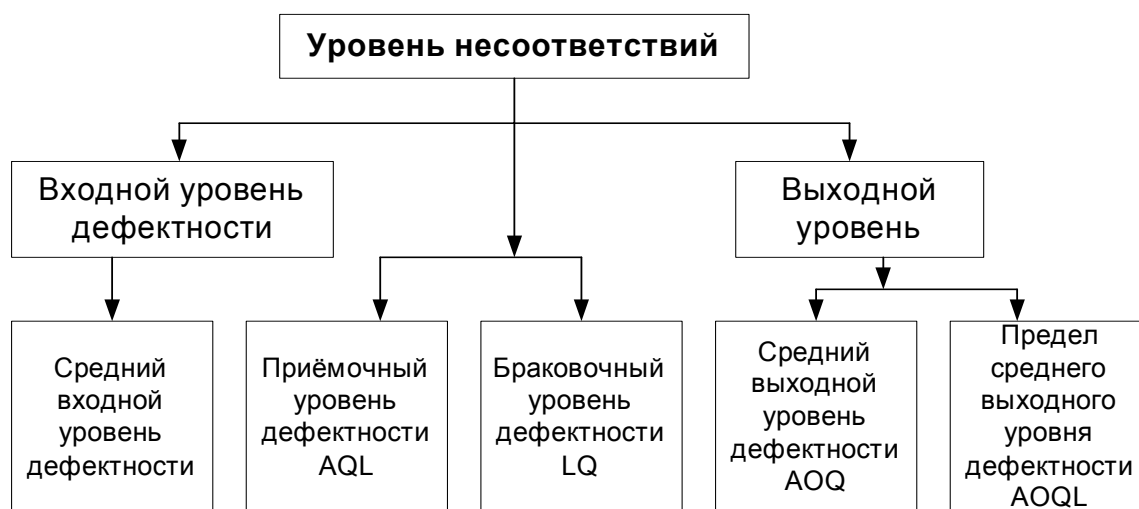 Уровень несоответствий
Входной уровень
дефектности
Выходной
уровень
Средний
входной
уровень
дефектности
Приёмочный
уровень
дефектности
AQL
Браковочный
уровень
дефектности
LQ
Средний
выходной
уровень
дефектности
AOQ
Предел
среднего
выходного
уровня
дефектности
AOQL